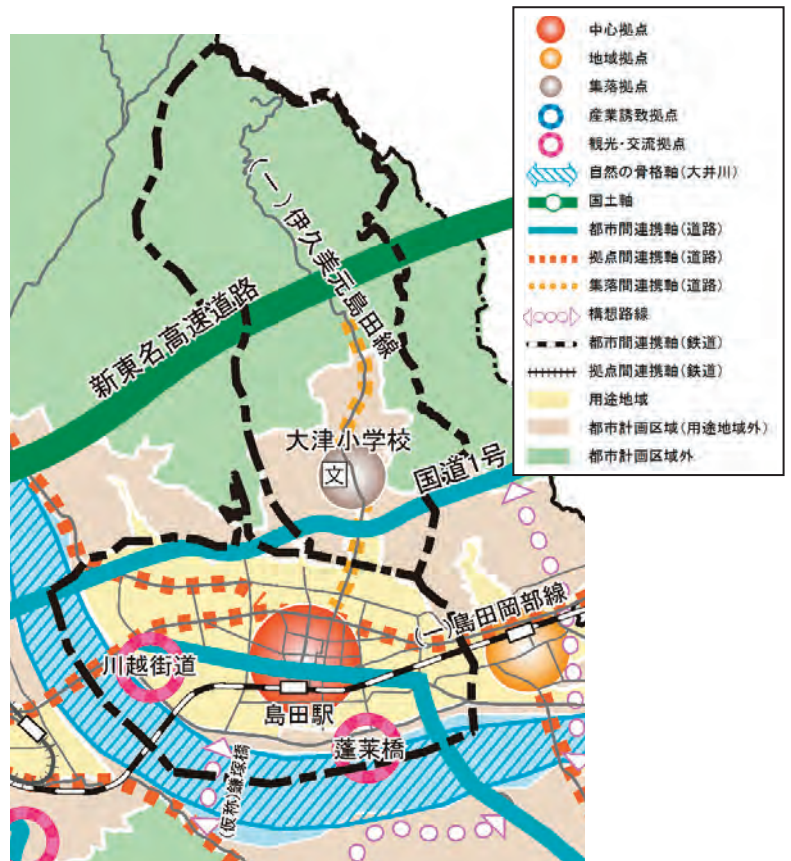 中心拠点
地域拠点
集落拠点
産業誘致拠点
観光・交流拠点
自然の骨格軸(大井川)
国土軸
都市間連携軸(道路)
拠点間連携軸(道路)
集落間連携軸(道路)
構想路線
都市間連携軸(鉄道)
拠点間連携軸(鉄道)
用途地域
都市計画区域(用途地域外)
都市計画区域外
(一)伊久美元島田線
新東名高速道路
大津小学校
文
国道1号
(一)島田岡部線
川越街道
島田駅
蓬莱橋
(仮称)鎌塚橋